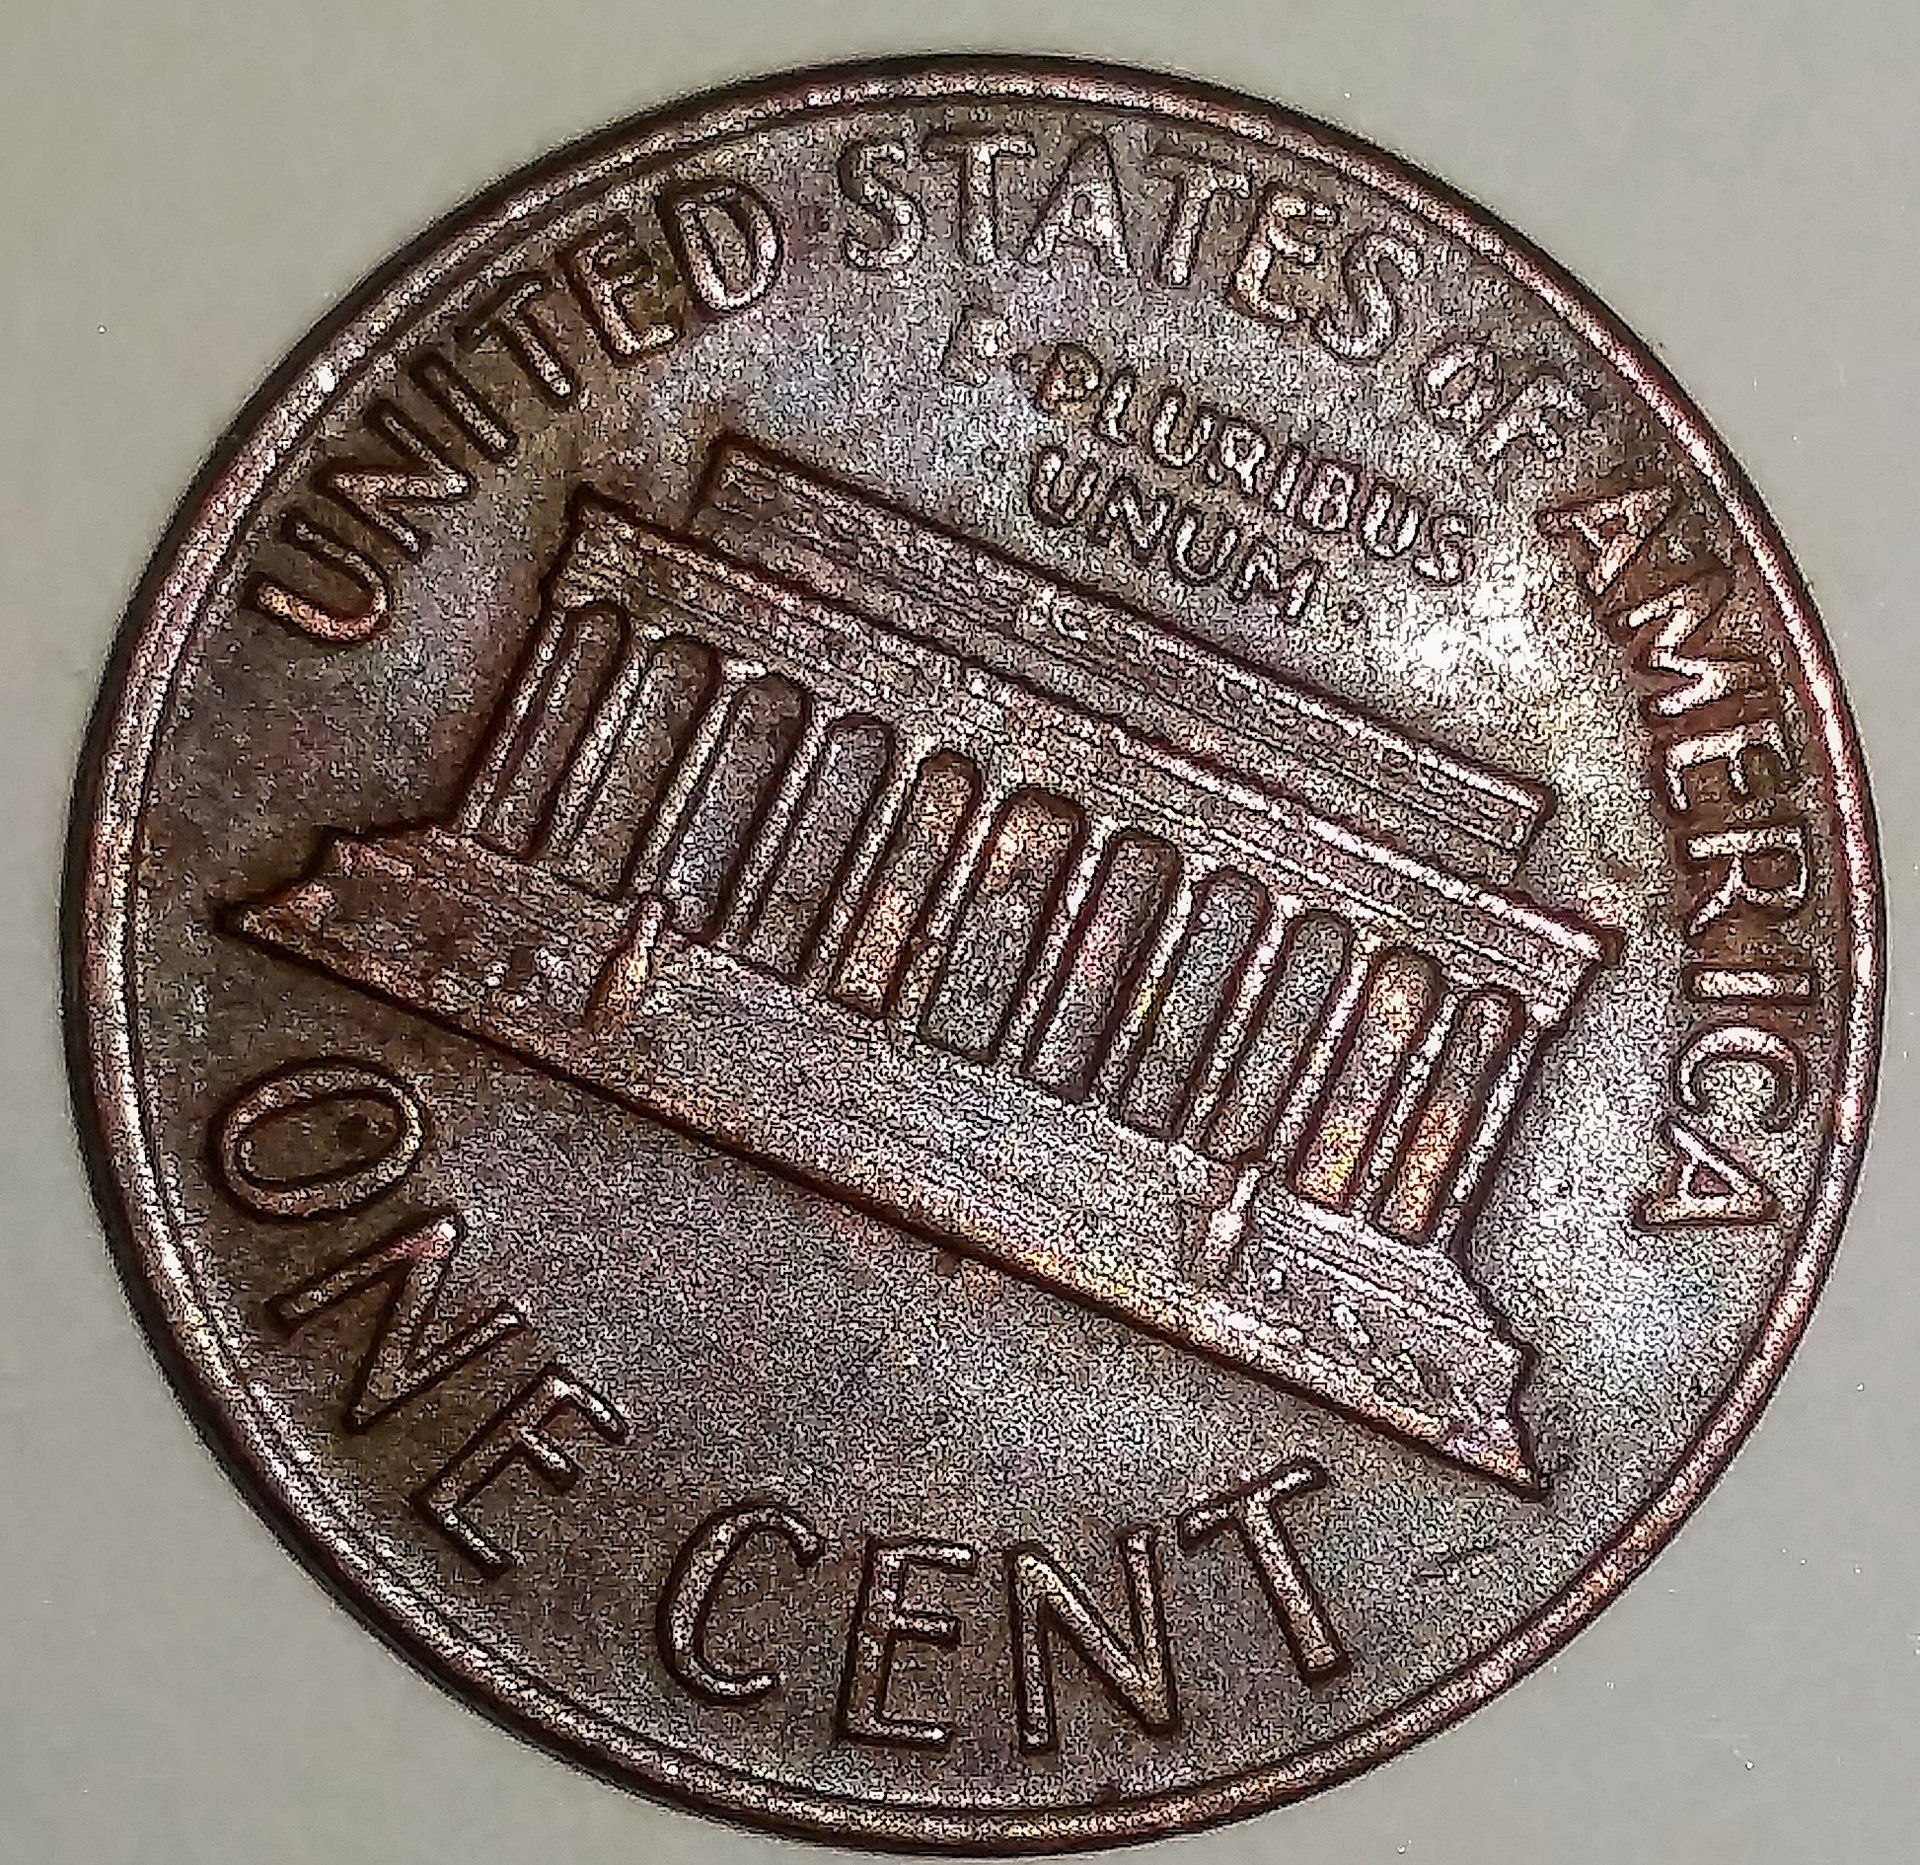 UNITED STATES OF AMERICA
E PLURIBUS
UNUM
ONE CENT